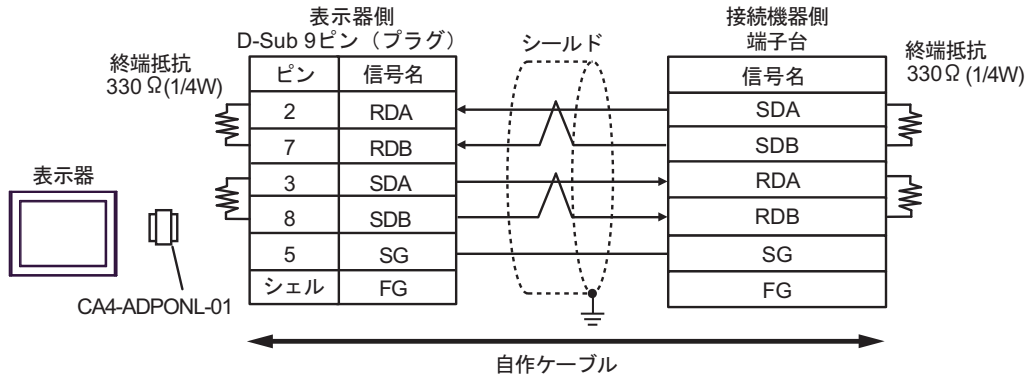 表示器側
D-Sub 9ピン（プラグ）
シールド
接続機器側
端子台
終端抵抗
330 Ω(1/4W)
終端抵抗
330 Ω (1/4W)
ピン 信号名
信号名
2 RDA
SDA
7 RDB
SDB
3 SDA
RDA
8 SDB
RDB
5 SG
SG
シェル FG
FG
表示器
CA4-ADPONL-01
自作ケーブル